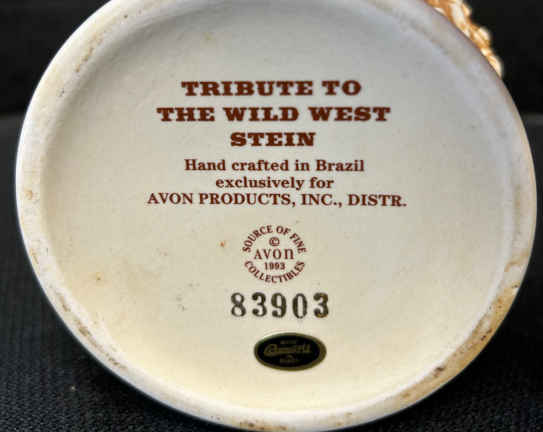 TRIBUTE TO
THE WILD WEST
STEIN
Hand crafted in Brazil
exclusively for
AVON PRODUCTS, INC., DISTR.
SOURCE OF FINE
©
AVON
1993
COLLECTIBLES
83903